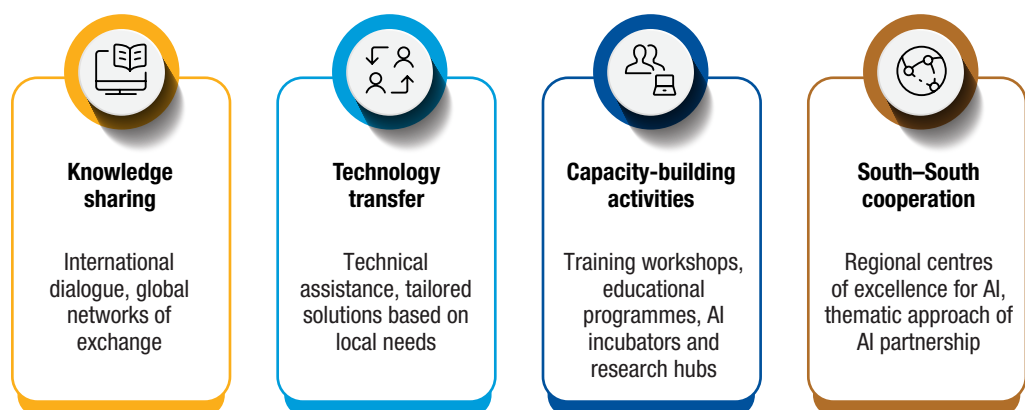 Knowledge
sharing
International
dialogue, global
networks of
exchange
Technology
transfer
Technical
assistance, tailored
solutions based on
local needs
Capacity-building
activities
Training workshops,
educational
programmes, AI
incubators and
research hubs
South–South
cooperation
Regional centres
of excellence for AI,
thematic approach of
AI partnership